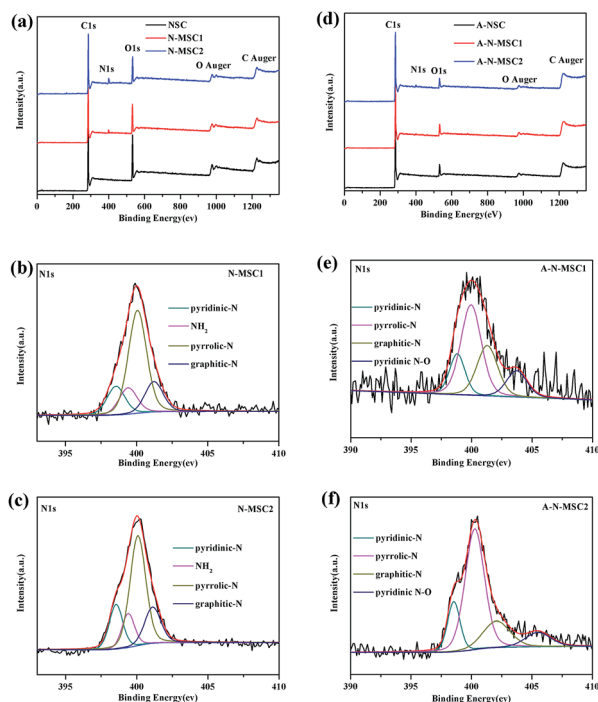 (a)
C1s
NSC
N-MSC1
N-MSC2
N1s
O1s
O Auger
C Auger
Intensity(a.u.)
0 200 400 600 800 1000 1200
Binding Energy(ev)
(d)
C1s
A-NSC
A-N-MSC1
A-N-MSC2
N1s
O1s
O Auger
C Auger
Intensity(a.u.)
0 200 400 600 800 1000 1200
Binding Energy(eV)
(b)
N1s
N-MSC1
pyridinic-N
NH2
pyrrolic-N
graphitic-N
Intensity(a.u.)
395 400 405 410
Binding Energy(ev)
(e)
N1s
A-N-MSC1
pyridinic-N
pyrrolic-N
graphitic-N
pyridinic N-O
Intensity(a.u.)
390 395 400 405 410
Binding Energy(ev)
(c)
N1s
N-MSC2
pyridinic-N
NH2
pyrrolic-N
graphitic-N
Intensity(a.u.)
395 400 405 410
Binding Energy(ev)
(f)
N1s
A-N-MSC2
pyridinic-N
pyrrolic-N
graphitic-N
pyridinic N-O
Intensity(a.u.)
390 395 400 405 410
Binding Energy(ev)